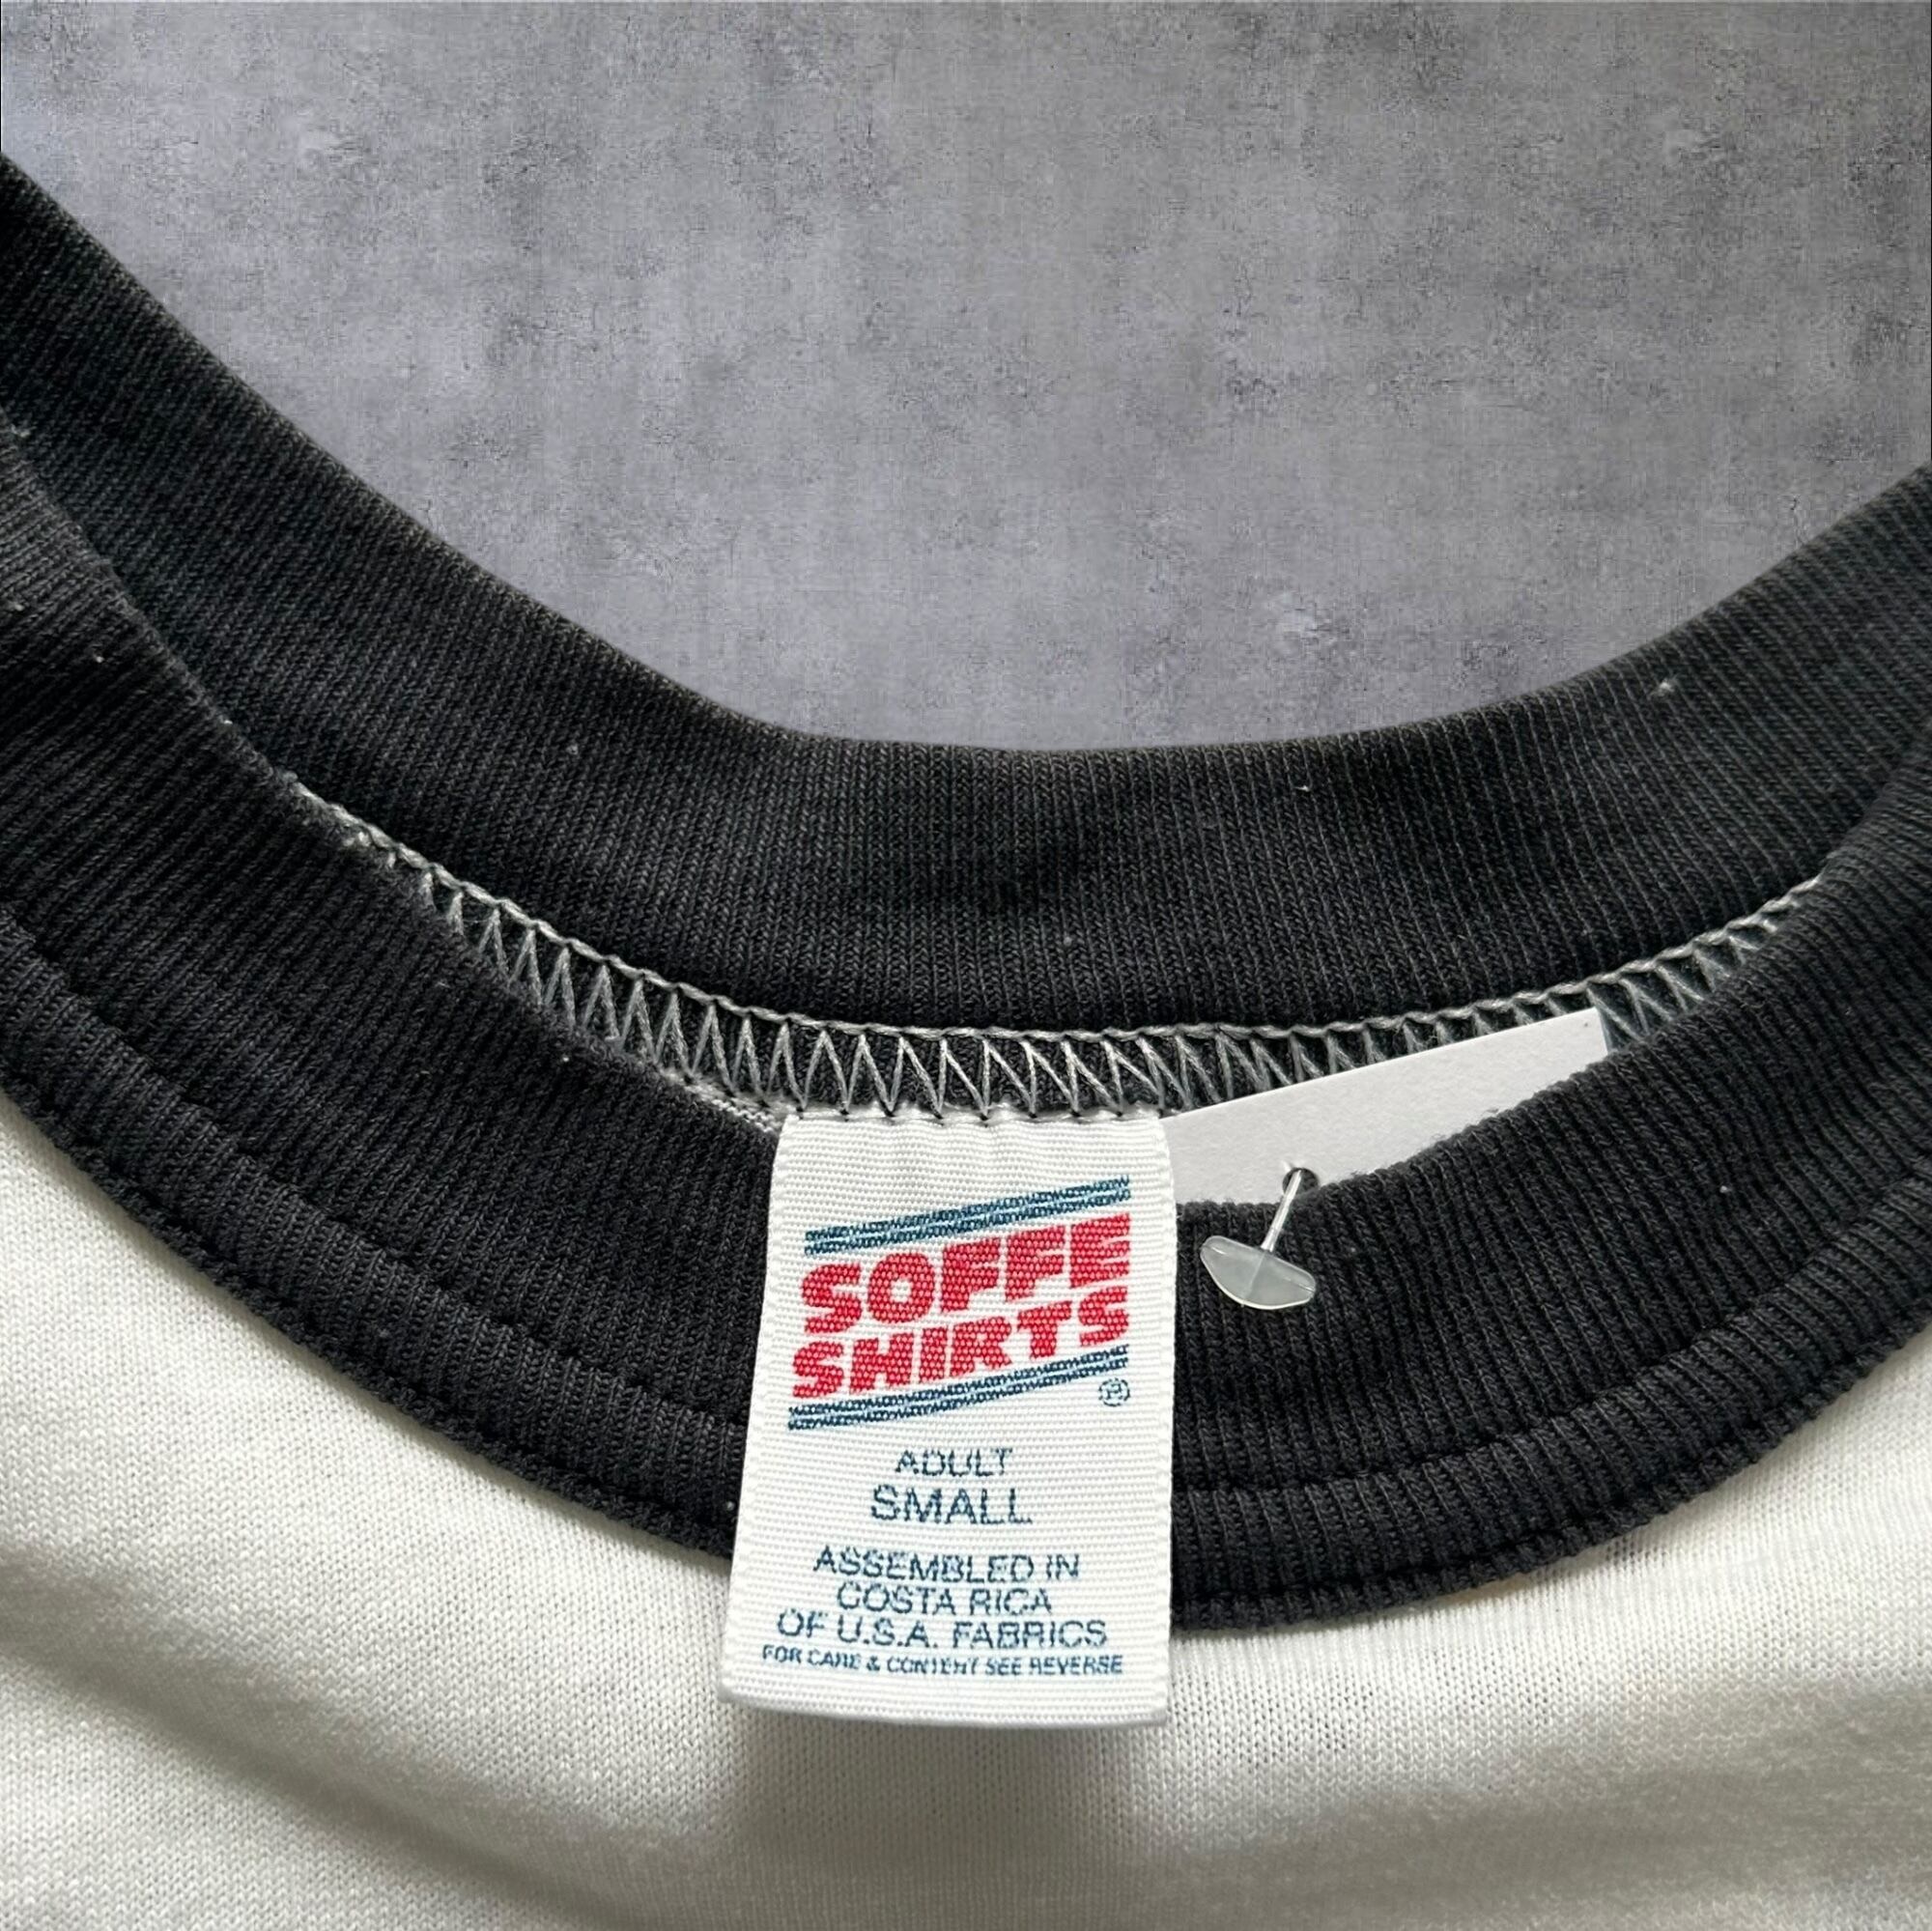 SOFFE
SHIRTS
®
ADULT
SMALL
ASSEMBLED IN
COSTA RICA
OF U.S.A. FABRICS
FOR CARE & CONTENT SEE REVERSE